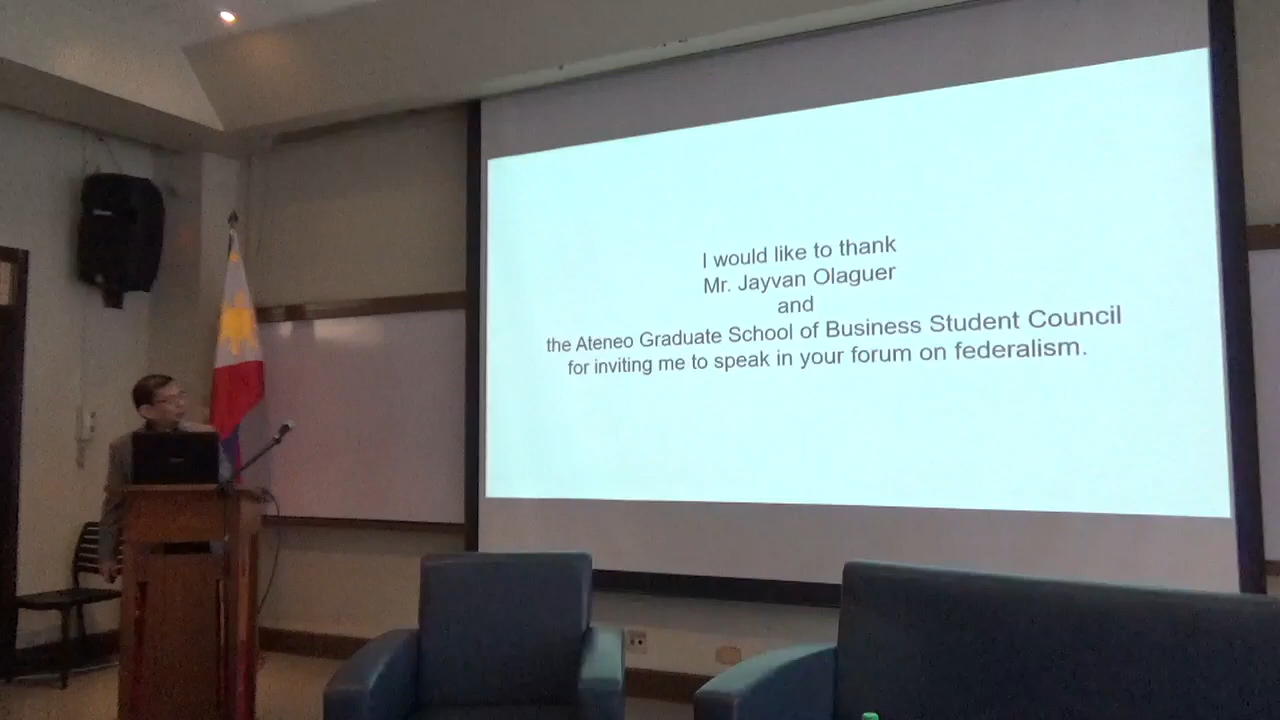 I would like to thank
Mr. Jayvan Olaguer
and
the Ateneo Graduate School of Business Student Council
for inviting me to speak in your forum on federalism.